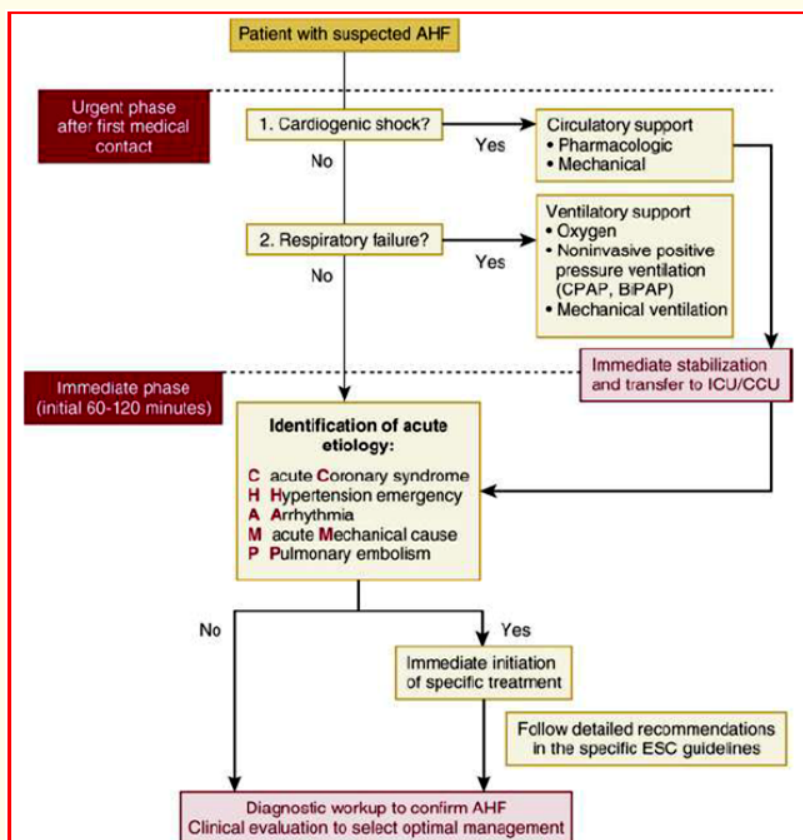 Patient with suspected AHF
Urgent phase
after first medical
contact
1. Cardiogenic shock?
Yes
No
Circulatory support
• Pharmacologic
• Mechanical
2. Respiratory failure?
Yes
No
Ventilatory support
• Oxygen
• Noninvasive positive
pressure ventilation
(CPAP, BiPAP)
• Mechanical ventilation
Immediate phase
(initial 60-120 minutes)
Immediate stabilization
and transfer to ICU/CCU
Identification of acute
etiology:
C acute Coronary syndrome
H Hypertension emergency
A Arrhythmia
M acute Mechanical cause
P Pulmonary embolism
No
Yes
Immediate initiation
of specific treatment
Follow detailed recommendations
in the specific ESC guidelines
Diagnostic workup to confirm AHF
Clinical evaluation to select optimal management